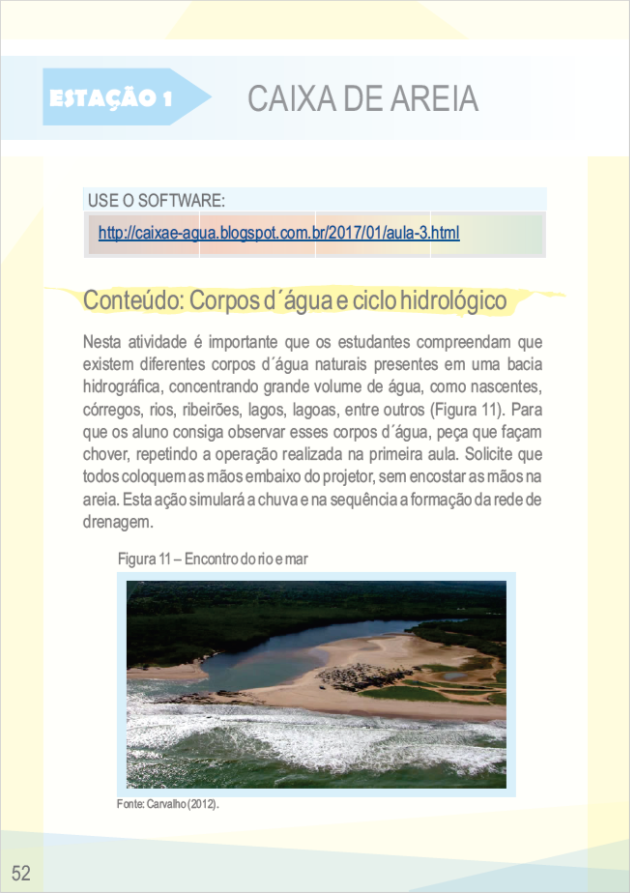 ESTAÇÃO 1
CAIXA DE AREIA
USE O SOFTWARE:
http://caixae-agua.blogspot.com.br/2017/01/aula-3.html
Conteúdo: Corpos d´água e ciclo hidrológico
Nesta atividade é importante que os estudantes compreendam que
existem diferentes corpos d´água naturais presentes em uma bacia
hidrográfica, concentrando grande volume de água, como nascentes,
córregos, rios, ribeirões, lagos, lagoas, entre outros (Figura 11). Para
que os aluno consiga observar esses corpos d´água, peça que façam
chover, repetindo a operação realizada na primeira aula. Solicite que
todos coloquem as mãos embaixo do projetor, sem encostar as mãos na
areia. Esta ação simulará a chuva e na sequência a formação da rede de
drenagem.
Figura 11 – Encontro do rio e mar
Fonte: Carvalho (2012).
52